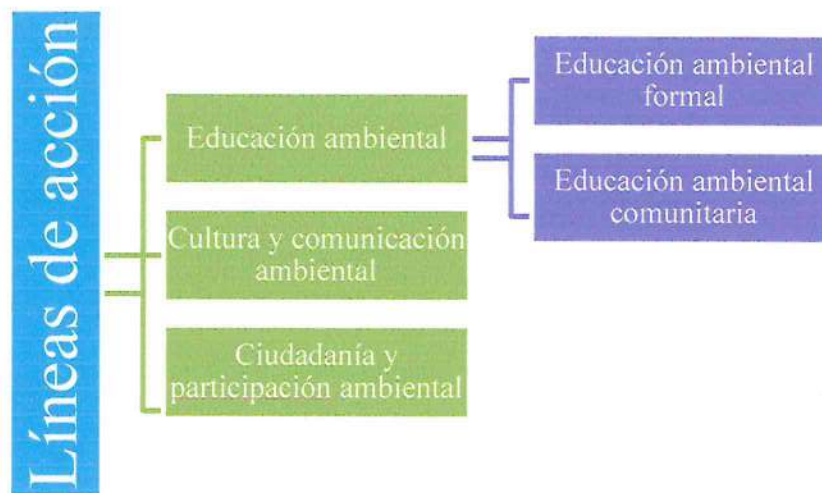 Líneas de acción
Educación ambiental
Cultura y comunicación
ambiental
Ciudadanía y
participación ambiental
Educación ambiental
formal
Educación ambiental
comunitaria